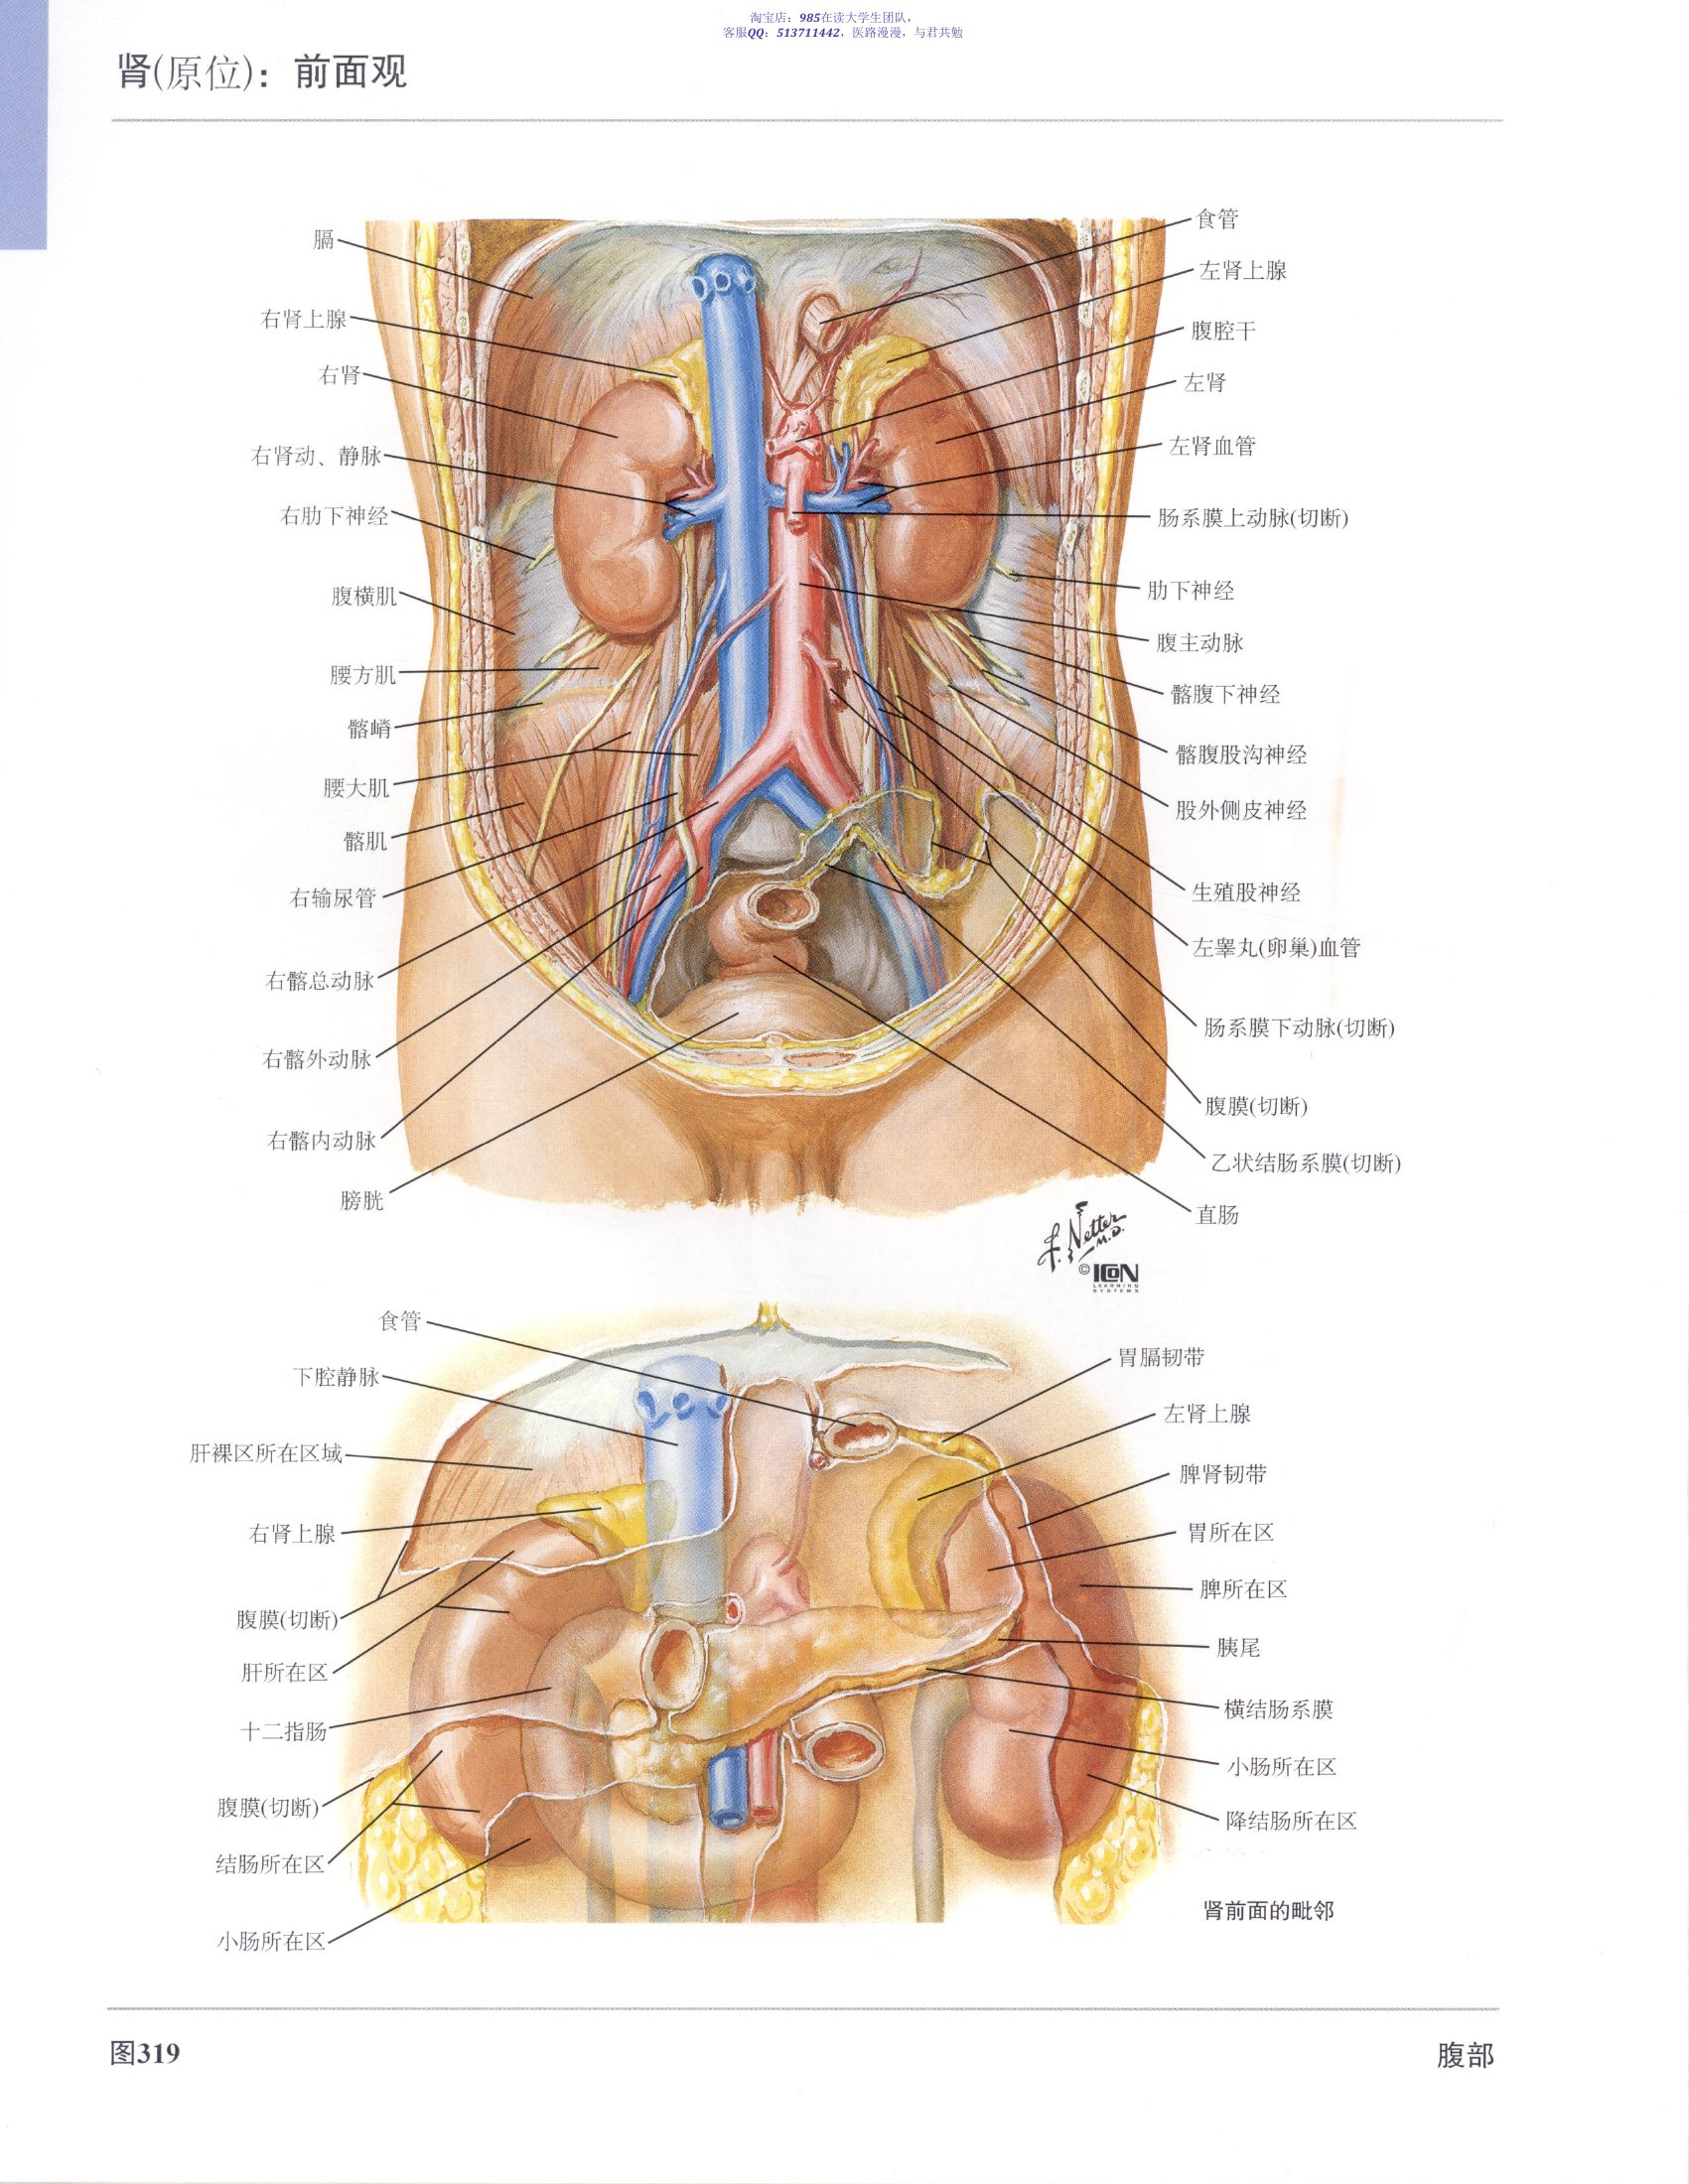 淘宝店：985在读大学生团队，
客服QQ：513711442，医路漫漫，与君共勉
肾(原位)：前面观
膈
右肾上腺
右肾
右肾动、静脉
右肋下神经
腹横肌
腰方肌
髂嵴
腰大肌
髂肌
右输尿管
右髂总动脉
右髂外动脉
右髂内动脉
膀胱
食管
左肾上腺
腹腔干
左肾
左肾血管
肠系膜上动脉(切断)
肋下神经
腹主动脉
髂腹下神经
髂腹股沟神经
股外侧皮神经
生殖股神经
左睾丸(卵巢)血管
肠系膜下动脉(切断)
腹膜(切断)
乙状结肠系膜(切断)
直肠
F. Netter
M.D.
© ICON
LEARNING
SYSTEMS
食管
下腔静脉
肝裸区所在区域
右肾上腺
腹膜(切断)
肝所在区
十二指肠
腹膜(切断)
结肠所在区
小肠所在区
胃膈韧带
左肾上腺
脾肾韧带
胃所在区
脾所在区
胰尾
横结肠系膜
小肠所在区
降结肠所在区
肾前面的毗邻
图319
腹部